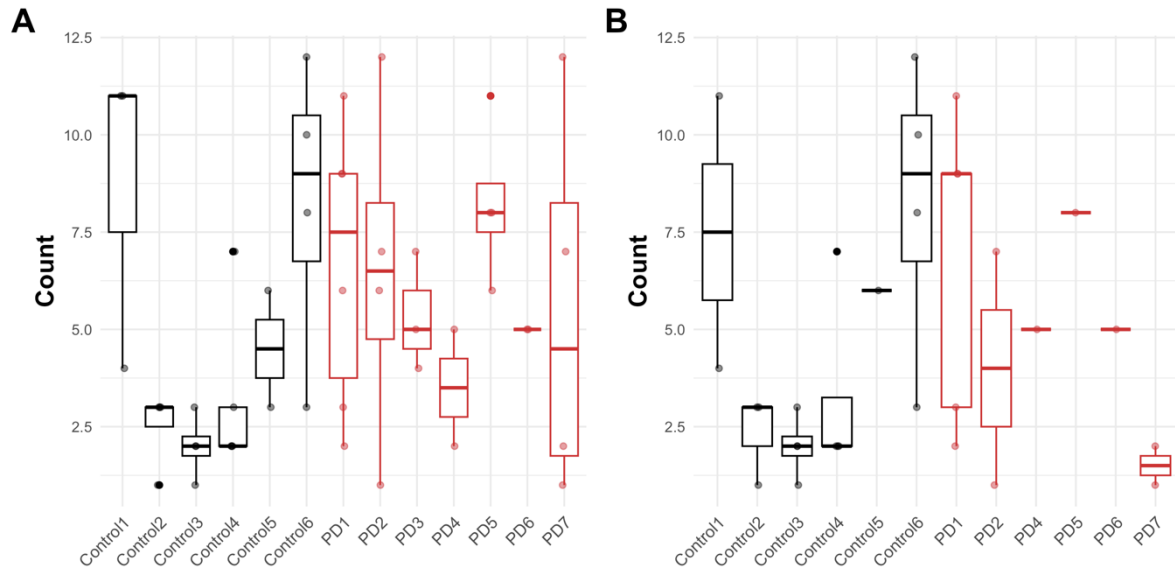 A
Count
12.5
10.0
7.5
5.0
2.5
Control1
Control2
Control3
Control4
Control5
Control6
PD1
PD2
PD3
PD4
PD5
PD6
PD7
B
Count
12.5
10.0
7.5
5.0
2.5
Control1
Control2
Control3
Control4
Control5
Control6
PD1
PD2
PD4
PD5
PD6
PD7